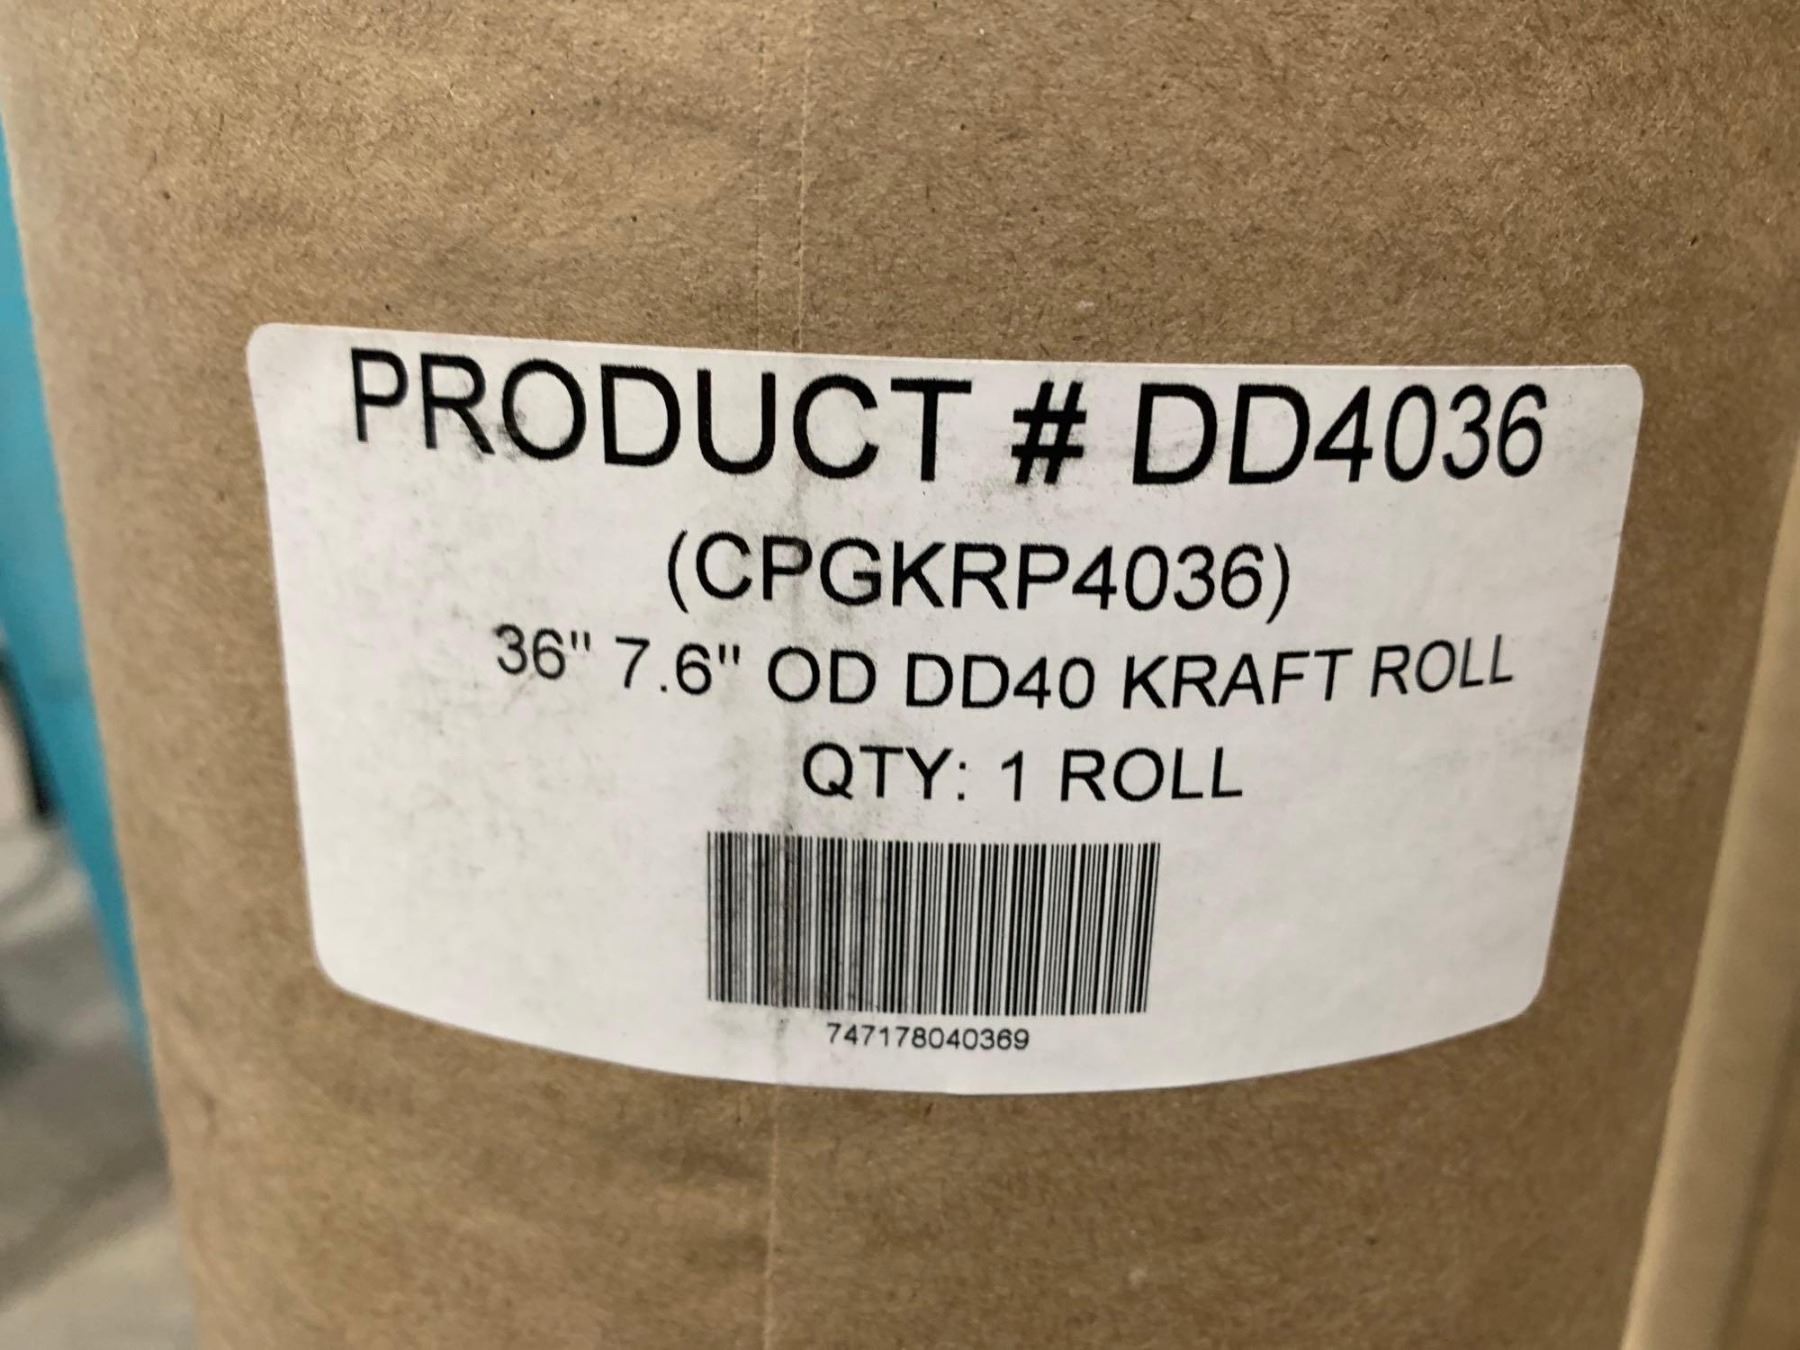 PRODUCT # DD4036
(CPGKRP4036)
36" 7.6" OD DD40 KRAFT ROLL
QTY: 1 ROLL
747178040369